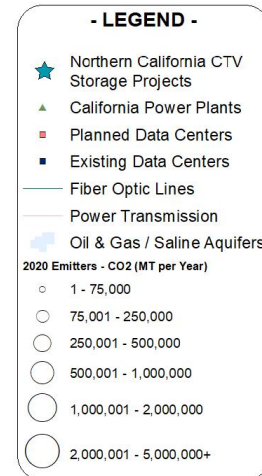 - LEGEND -
Northern California CTV
Storage Projects
California Power Plants
Planned Data Centers
Existing Data Centers
Fiber Optic Lines
Power Transmission
Oil & Gas / Saline Aquifers
2020 Emitters - CO2 (MT per Year)
1 - 75,000
75,001 - 250,000
250,001 - 500,000
500,001 - 1,000,000
1,000,001 - 2,000,000
2,000,001 - 5,000,000+